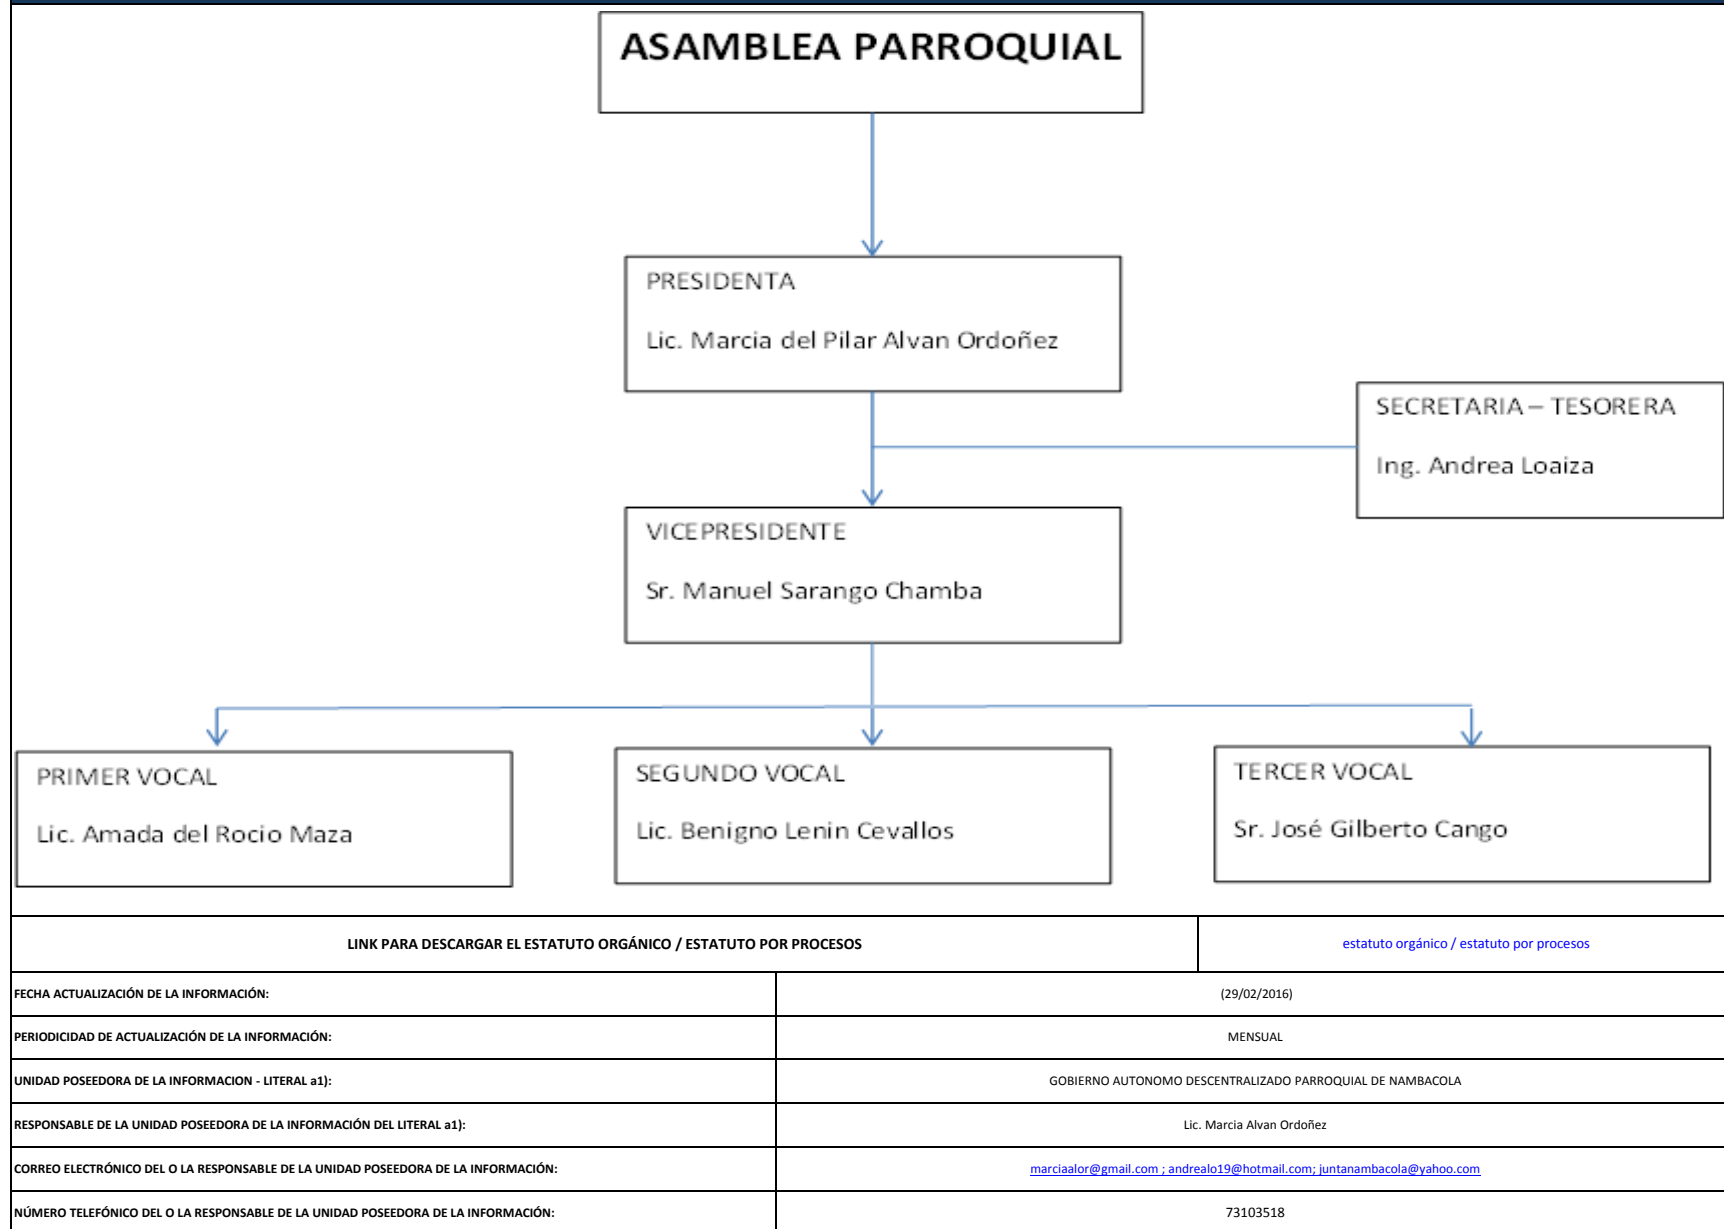 ASAMBLEA PARROQUIAL
PRESIDENTA
Lic. Marcia del Pilar Alvan Ordoñez
SECRETARIA – TESORERA
Ing. Andrea Loaiza
VICEPRESIDENTE
Sr. Manuel Sarango Chamba
PRIMER VOCAL
Lic. Amada del Rocio Maza
SEGUNDO VOCAL
Lic. Benigno Lenin Cevallos
TERCER VOCAL
Sr. José Gilberto Cango
LINK PARA DESCARGAR EL ESTATUTO ORGÁNICO / ESTATUTO POR PROCESOS
estatuto orgánico / estatuto por procesos
FECHA ACTUALIZACIÓN DE LA INFORMACIÓN:
(29/02/2016)
PERIODICIDAD DE ACTUALIZACIÓN DE LA INFORMACIÓN:
MENSUAL
UNIDAD POSEEDORA DE LA INFORMACION - LITERAL a1):
GOBIERNO AUTONOMO DESCENTRALIZADO PARROQUIAL DE NAMBACOLA
RESPONSABLE DE LA UNIDAD POSEEDORA DE LA INFORMACIÓN DEL LITERAL a1):
Lic. Marcia Alvan Ordoñez
CORREO ELECTRÓNICO DEL O LA RESPONSABLE DE LA UNIDAD POSEEDORA DE LA INFORMACIÓN:
marciaalor@gmail.com ; andrealo19@hotmail.com; juntanambacola@yahoo.com
NÚMERO TELEFÓNICO DEL O LA RESPONSABLE DE LA UNIDAD POSEEDORA DE LA INFORMACIÓN:
73103518